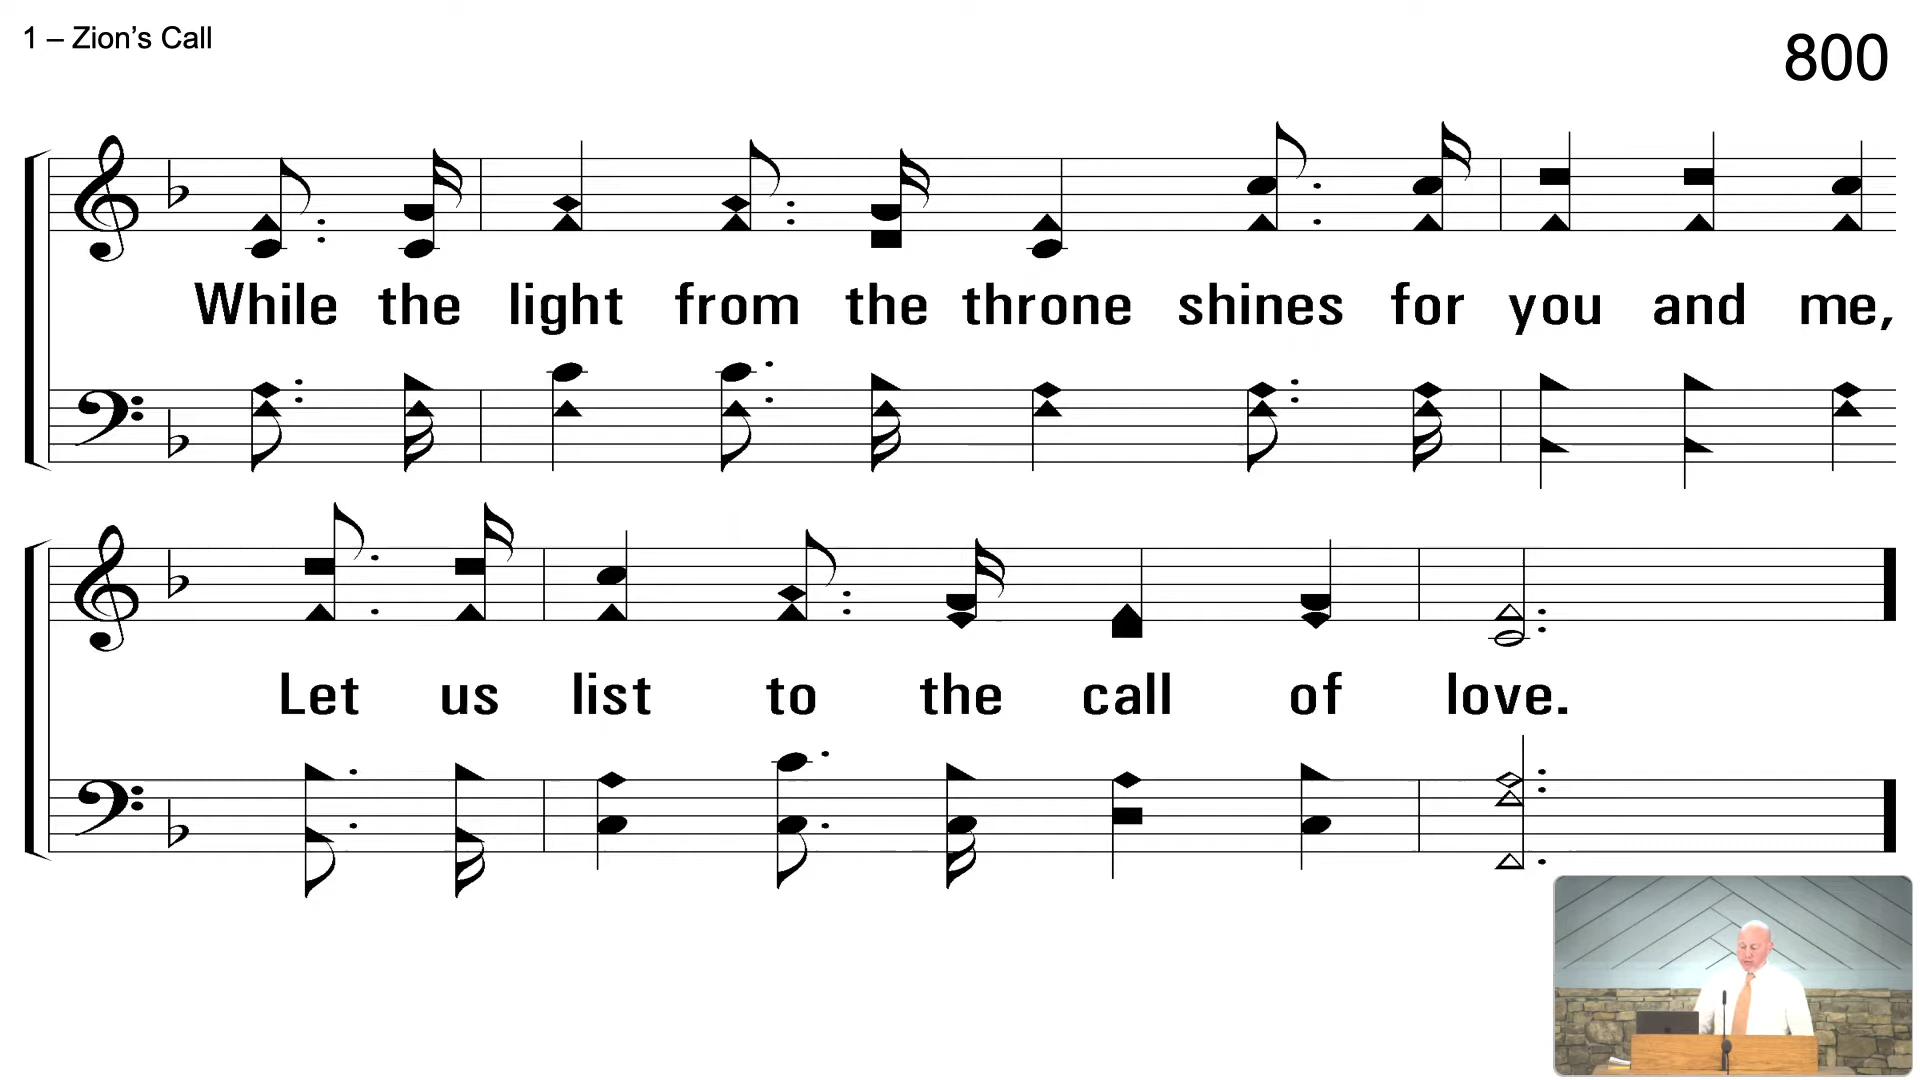 1 – Zion’s Call
800
While the light from the throne shines for you and me,
Let us list to the call of love.